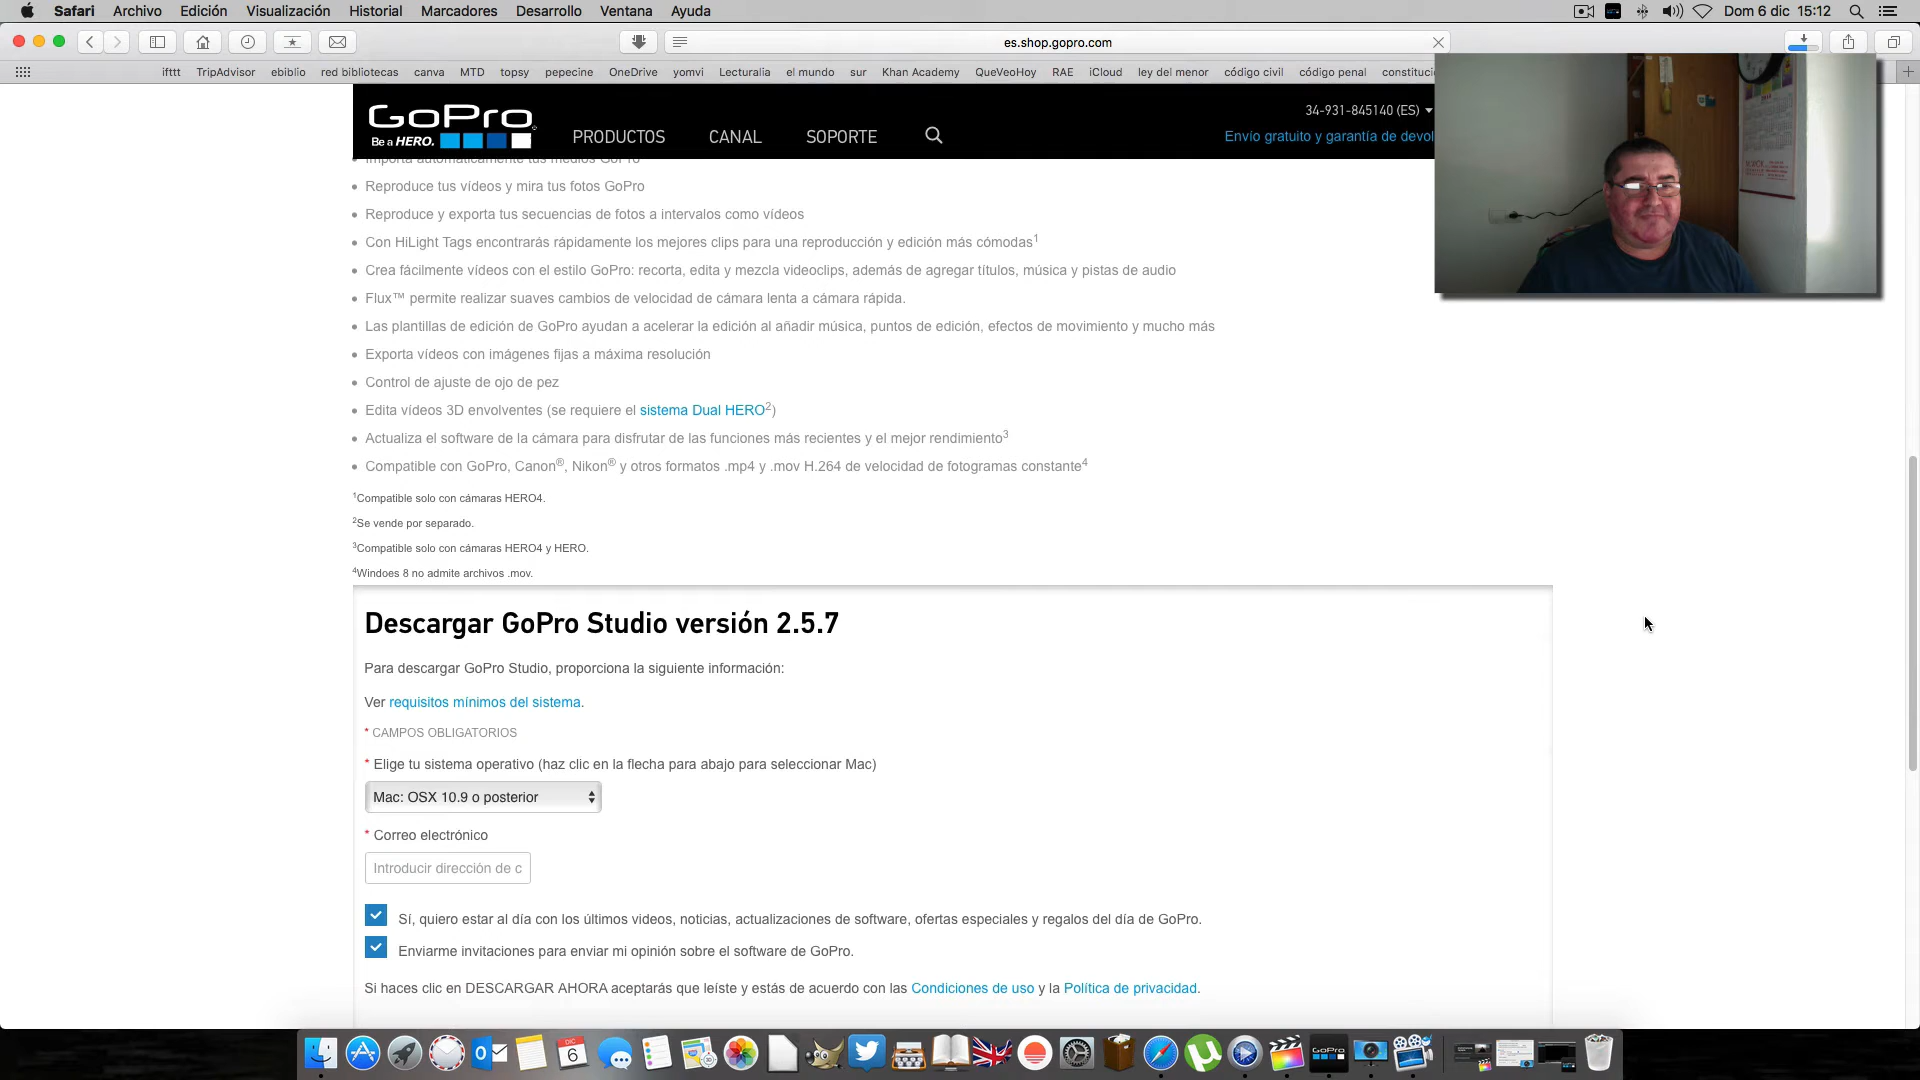 Safari Archivo Edición Visualización Historial Marcadores Desarrollo Ventana Ayuda Dom 6 dic 15:12
es.shop.gopro.com
ifttt TripAdvisor ebiblio red bibliotecas canva MTD topsy pepecine OneDrive yomvi Lecturalia el mundo sur Khan Academy QueVeoHoy RAE iCloud ley del menor código civil código penal constituci
GoPro
Be a HERO.
PRODUCTOS CANAL SOPORTE
34-931-845140 (ES)
Envío gratuito y garantía de devol
Importa automáticamente tus medios GoPro
Reproduce tus vídeos y mira tus fotos GoPro
Reproduce y exporta tus secuencias de fotos a intervalos como vídeos
Con HiLight Tags encontrarás rápidamente los mejores clips para una reproducción y edición más cómodas1
Crea fácilmente vídeos con el estilo GoPro: recorta, edita y mezcla videoclips, además de agregar títulos, música y pistas de audio
Flux™ permite realizar suaves cambios de velocidad de cámara lenta a cámara rápida.
Las plantillas de edición de GoPro ayudan a acelerar la edición al añadir música, puntos de edición, efectos de movimiento y mucho más
Exporta vídeos con imágenes fijas a máxima resolución
Control de ajuste de ojo de pez
Edita vídeos 3D envolventes (se requiere el sistema Dual HERO2)
Actualiza el software de la cámara para disfrutar de las funciones más recientes y el mejor rendimiento3
Compatible con GoPro, Canon®, Nikon® y otros formatos .mp4 y .mov H.264 de velocidad de fotogramas constante4
1Compatible solo con cámaras HERO4.
2Se vende por separado.
3Compatible solo con cámaras HERO4 y HERO.
4Windoes 8 no admite archivos .mov.
Descargar GoPro Studio versión 2.5.7
Para descargar GoPro Studio, proporciona la siguiente información:
Ver requisitos mínimos del sistema.
* CAMPOS OBLIGATORIOS
* Elige tu sistema operativo (haz clic en la flecha para abajo para seleccionar Mac)
Mac: OSX 10.9 o posterior
* Correo electrónico
Introducir dirección de c
Sí, quiero estar al día con los últimos videos, noticias, actualizaciones de software, ofertas especiales y regalos del día de GoPro.
Enviarme invitaciones para enviar mi opinión sobre el software de GoPro.
Si haces clic en DESCARGAR AHORA aceptarás que leíste y estás de acuerdo con las Condiciones de uso y la Política de privacidad.
DIC
6
GoPro